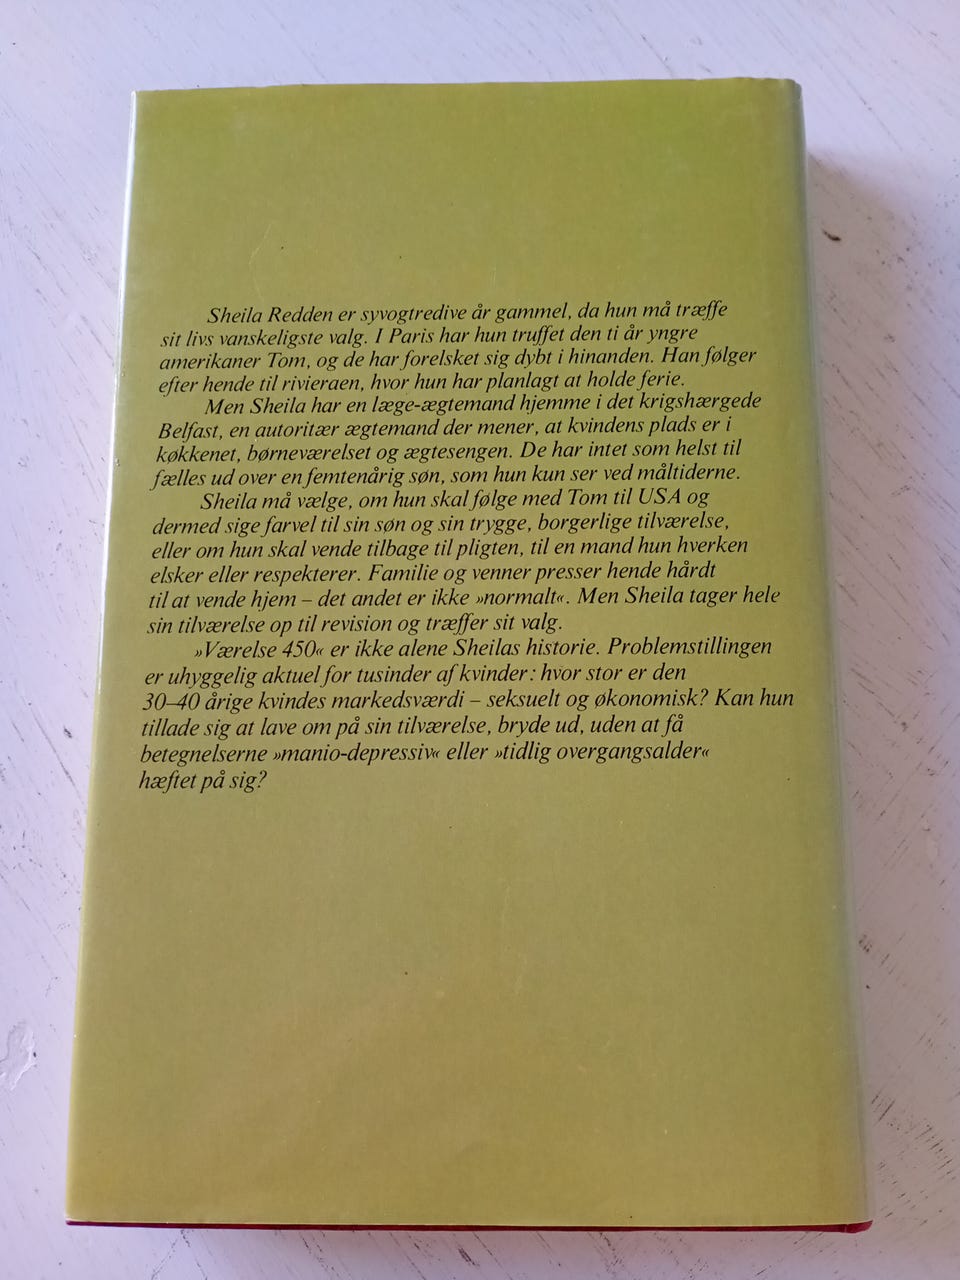 Sheila Redden er syvogtredive år gammel, da hun må træffe
sit livs vanskeligste valg. I Paris har hun truffet den ti år yngre
amerikaner Tom, og de har forelsket sig dybt i hinanden. Han følger
efter hende til rivieraen, hvor hun har planlagt at holde ferie.
Men Sheila har en læge-ægtemand hjemme i det krigshærgede
Belfast, en autoritær ægtemand der mener, at kvindens plads er i
køkkenet, børneværelset og ægtesengen. De har intet som helst til
fælles ud over en femtenårig søn, som hun kun ser ved måltiderne.
Sheila må vælge, om hun skal følge med Tom til USA og
dermed sige farvel til sin søn og sin trygge, borgerlige tilværelse,
eller om hun skal vende tilbage til pligten, til en mand hun hverken
elsker eller respekterer. Familie og venner presser hende hårdt
til at vende hjem – det andet er ikke »normalt«. Men Sheila tager hele
sin tilværelse op til revision og træffer sit valg.
»Værelse 450« er ikke alene Sheilas historie. Problemstillingen
er uhyggelig aktuel for tusinder af kvinder: hvor stor er den
30–40 årige kvindes markedsværdi – seksuelt og økonomisk? Kan hun
tillade sig at lave om på sin tilværelse, bryde ud, uden at få
betegnelserne »manio-depressiv« eller »tidlig overgangsalder«
hæftet på sig?